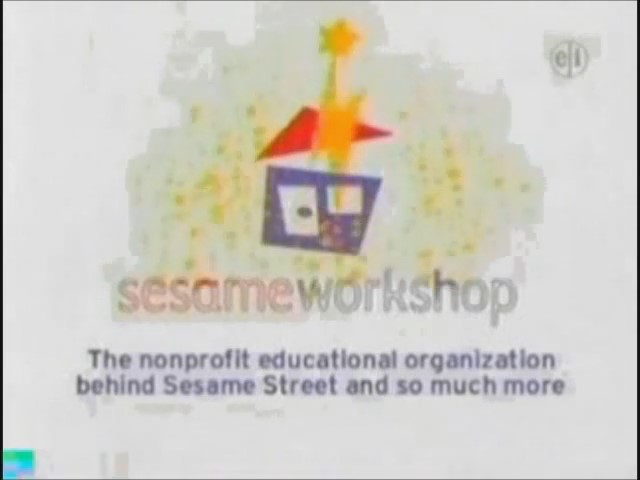 e/i
sesameworkshop
The nonprofit educational organization
behind Sesame Street and so much more